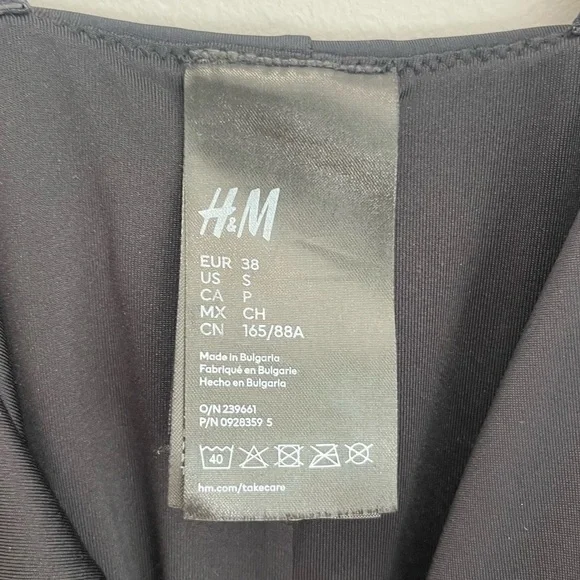 H&M
EUR 38
US S
CA P
MX CH
CN 165/88A
Made in Bulgaria
Fabriqué en Bulgarie
Hecho en Bulgaria
O/N 239661
P/N 0928359 5
40
hm.com/takecare